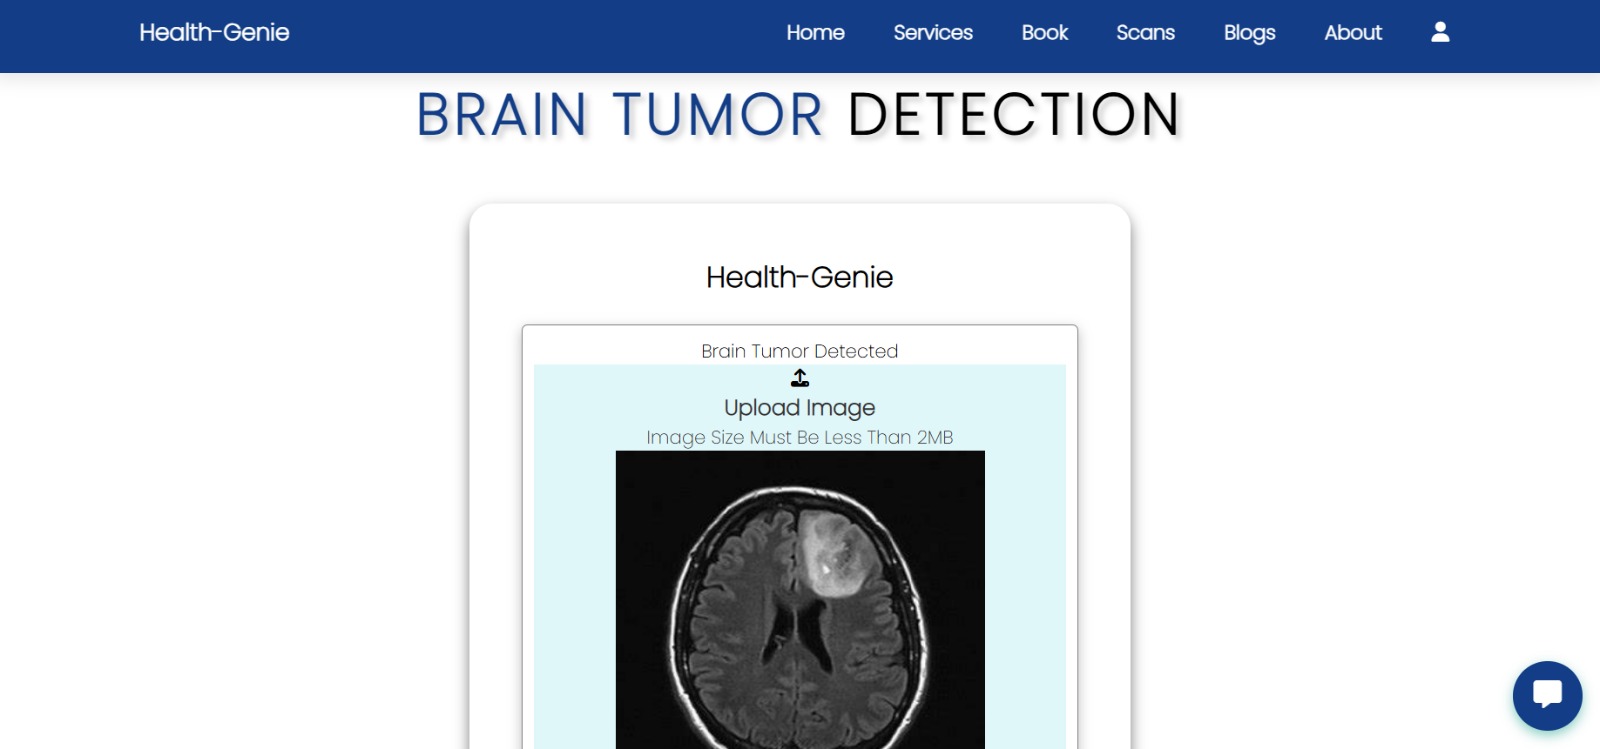 Health-Genie Home Services Book Scans Blogs About
BRAIN TUMOR DETECTION
Health-Genie
Brain Tumor Detected
Upload Image
Image Size Must Be Less Than 2MB